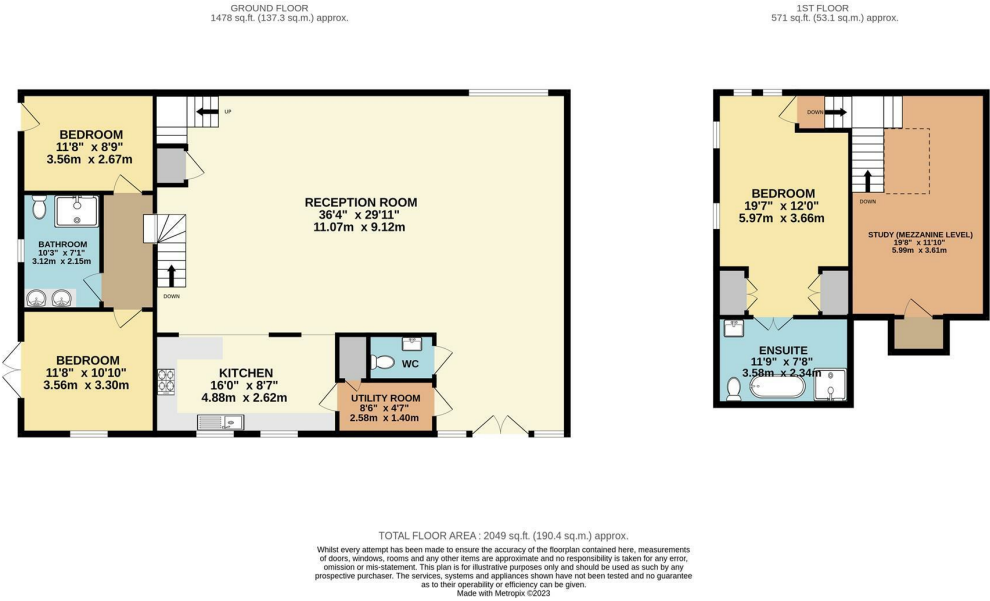 GROUND FLOOR
1478 sq.ft. (137.3 sq.m.) approx.
1ST FLOOR
571 sq.ft. (53.1 sq.m.) approx.
BEDROOM
11'8" x 8'9"
3.56m x 2.67m
UP
RECEPTION ROOM
36'4" x 29'11"
11.07m x 9.12m
BATHROOM
10'3" x 7'1"
3.12m x 2.15m
DOWN
BEDROOM
11'8" x 10'10"
3.56m x 3.30m
KITCHEN
16'0" x 8'7"
4.88m x 2.62m
WC
UTILITY ROOM
8'6" x 4'7"
2.58m x 1.40m
DOWN
BEDROOM
19'7" x 12'0"
5.97m x 3.66m
DOWN
STUDY (MEZZANINE LEVEL)
19'8" x 11'10"
5.99m x 3.61m
ENSUITE
11'9" x 7'8"
3.58m x 2.34m
TOTAL FLOOR AREA : 2049 sq.ft. (190.4 sq.m.) approx.
Whilst every attempt has been made to ensure the accuracy of the floorplan contained here, measurements
of doors, windows, rooms and any other items are approximate and no responsibility is taken for any error,
omission or mis-statement. This plan is for illustrative purposes only and should be used as such by any
prospective purchaser. The services, systems and appliances shown have not been tested and no guarantee
as to their operability or efficiency can be given.
Made with Metropix ©2023